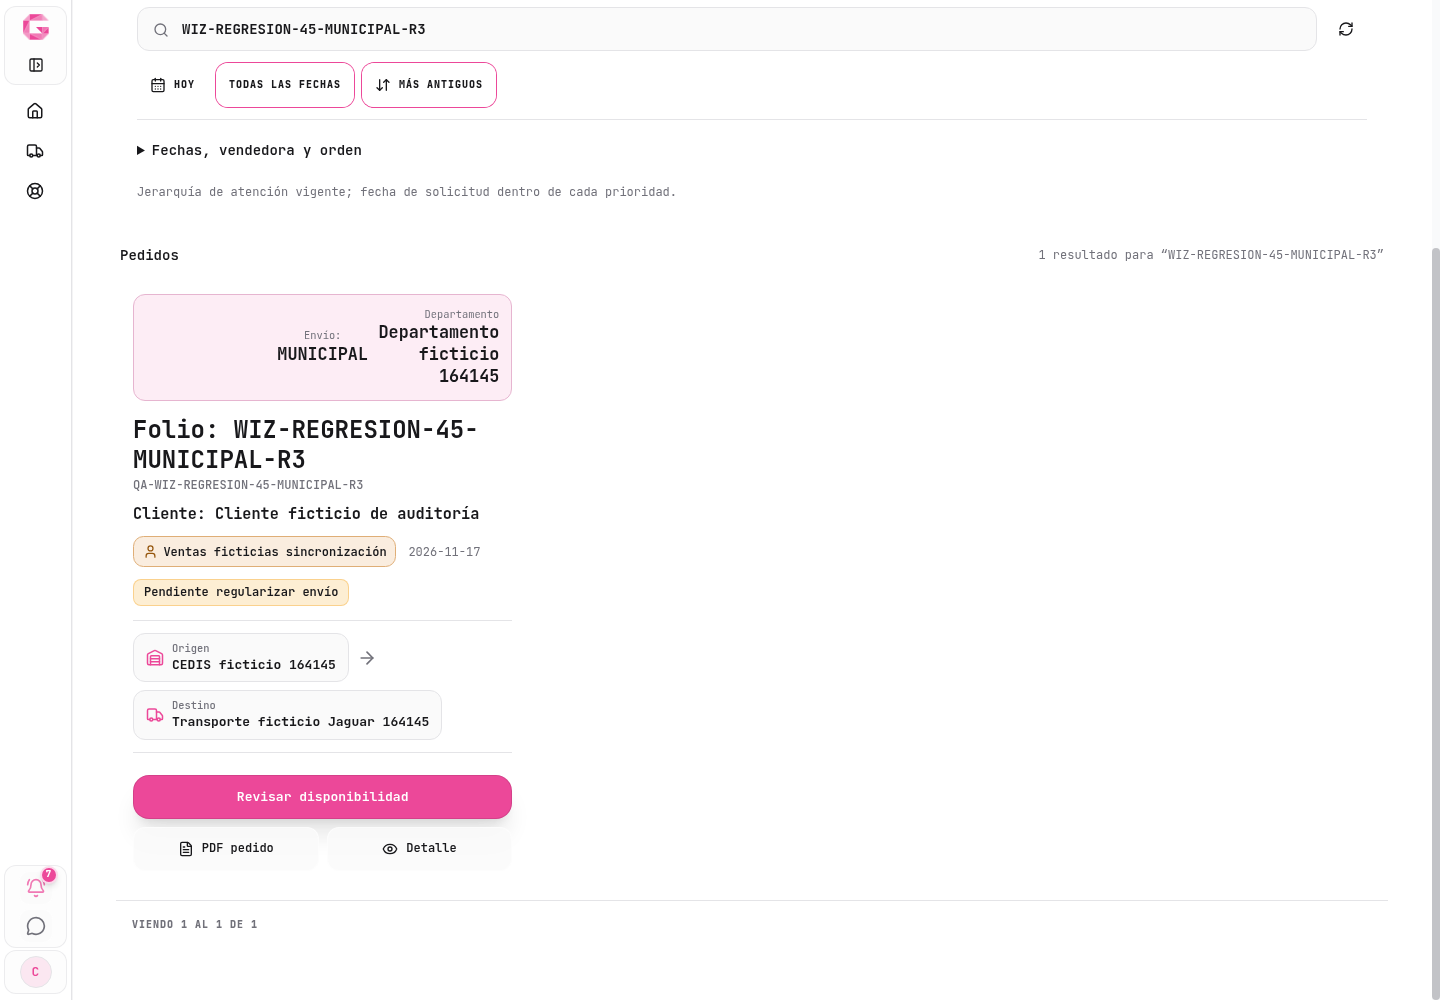 WIZ-REGRESION-45-MUNICIPAL-R3
HOY
TODAS LAS FECHAS
MÁS ANTIGUOS
Fechas, vendedora y orden
Jerarquía de atención vigente; fecha de solicitud dentro de cada prioridad.
Pedidos
1 resultado para “WIZ-REGRESION-45-MUNICIPAL-R3”
Envío:
MUNICIPAL
Departamento
Departamento
ficticio
164145
Folio: WIZ-REGRESION-45-
MUNICIPAL-R3
QA-WIZ-REGRESION-45-MUNICIPAL-R3
Cliente: Cliente ficticio de auditoría
Ventas ficticias sincronización
2026-11-17
Pendiente regularizar envío
Origen
CEDIS ficticio 164145
Destino
Transporte ficticio Jaguar 164145
Revisar disponibilidad
PDF pedido
Detalle
VIENDO 1 AL 1 DE 1
7
C